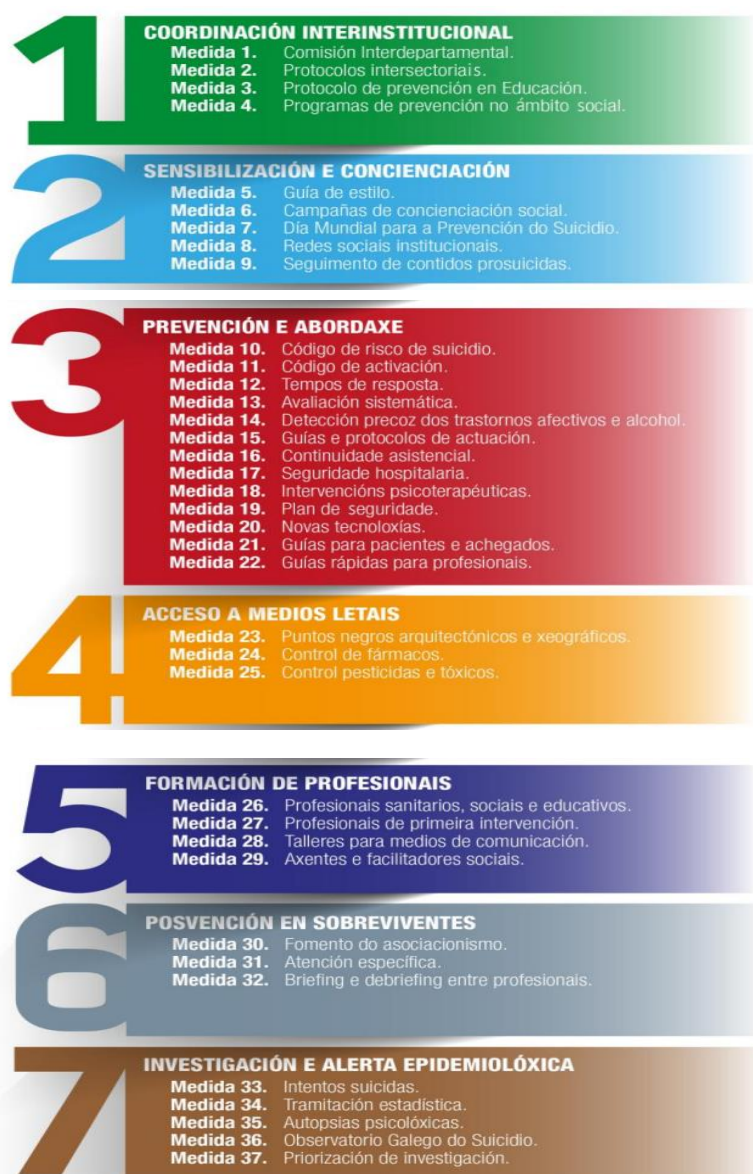 1
COORDINACIÓN INTERINSTITUCIONAL
Medida 1. Comisión Interdepartamental.
Medida 2. Protocolos intersectoriais.
Medida 3. Protocolo de prevención en Educación.
Medida 4. Programas de prevención no ámbito social.
2
SENSIBILIZACIÓN E CONCIENCIACIÓN
Medida 5. Guía de estilo.
Medida 6. Campañas de concienciación social.
Medida 7. Día Mundial para a Prevención do Suicidio.
Medida 8. Redes sociais institucionais.
Medida 9. Seguimento de contidos prosuicidas.
3
PREVENCIÓN E ABORDAXE
Medida 10. Código de risco de suicidio.
Medida 11. Código de activación.
Medida 12. Tempos de resposta.
Medida 13. Avaliación sistemática.
Medida 14. Detección precoz dos trastornos afectivos e alcohol.
Medida 15. Guías e protocolos de actuación.
Medida 16. Continuidade asistencial.
Medida 17. Seguridade hospitalaria.
Medida 18. Intervencións psicoterapéuticas.
Medida 19. Plan de seguridade.
Medida 20. Novas tecnoloxías.
Medida 21. Guías para pacientes e achegados.
Medida 22. Guías rápidas para profesionais.
4
ACCESO A MEDIOS LETAIS
Medida 23. Puntos negros arquitectónicos e xeográficos.
Medida 24. Control de fármacos.
Medida 25. Control pesticidas e tóxicos.
5
FORMACIÓN DE PROFESIONAIS
Medida 26. Profesionais sanitarios, sociais e educativos.
Medida 27. Profesionais de primeira intervención.
Medida 28. Talleres para medios de comunicación.
Medida 29. Axentes e facilitadores sociais.
6
POSVENCIÓN EN SOBREVIVENTES
Medida 30. Fomento do asociacionismo.
Medida 31. Atención específica.
Medida 32. Briefing e debriefing entre profesionais.
7
INVESTIGACIÓN E ALERTA EPIDEMIOLÓXICA
Medida 33. Intentos suicidas.
Medida 34. Tramitación estadística.
Medida 35. Autopsias psicolóxicas.
Medida 36. Observatorio Galego do Suicidio.
Medida 37. Priorización de investigación.